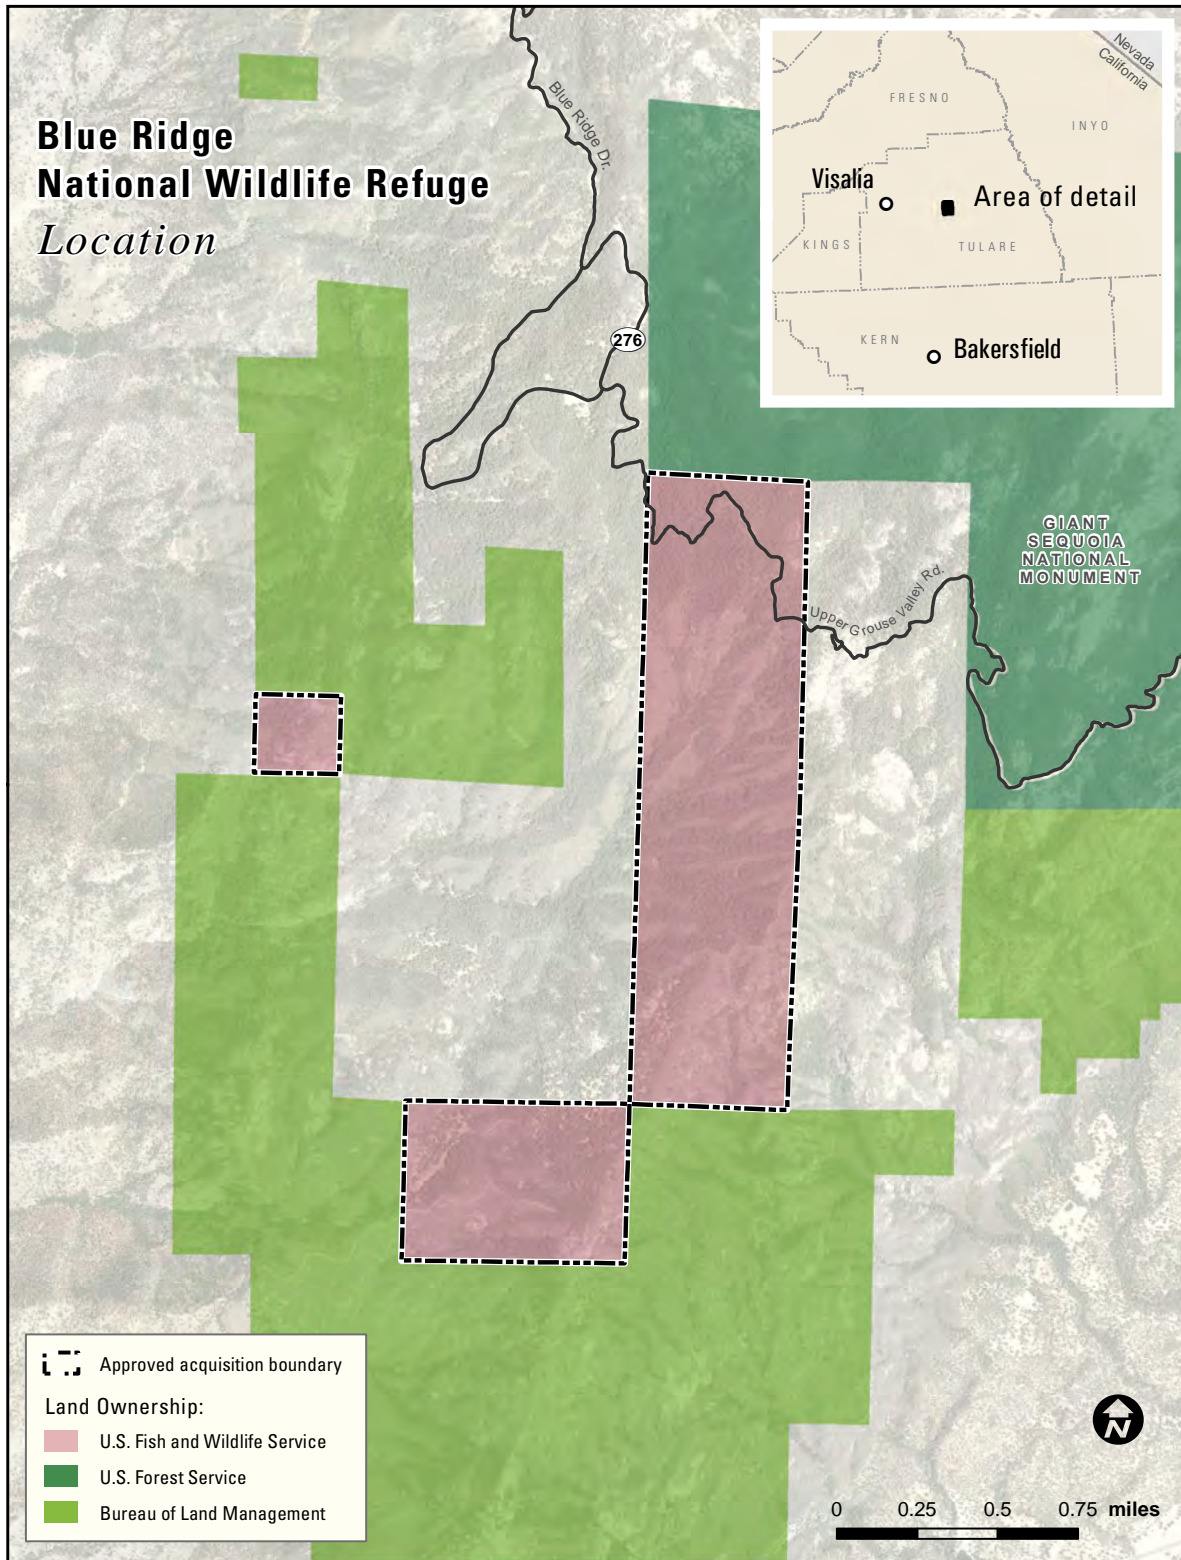 Blue Ridge
National Wildlife Refuge
Location
Blue Ridge Dr.
276
Nevada
California
FRESNO
INYO
Visalia
Area of detail
KINGS
TULARE
KERN
Bakersfield
GIANT
SEQUOIA
NATIONAL
MONUMENT
Upper Grouse Valley Rd.
Approved acquisition boundary
Land Ownership:
U.S. Fish and Wildlife Service
U.S. Forest Service
Bureau of Land Management
N
0 0.25 0.5 0.75 miles